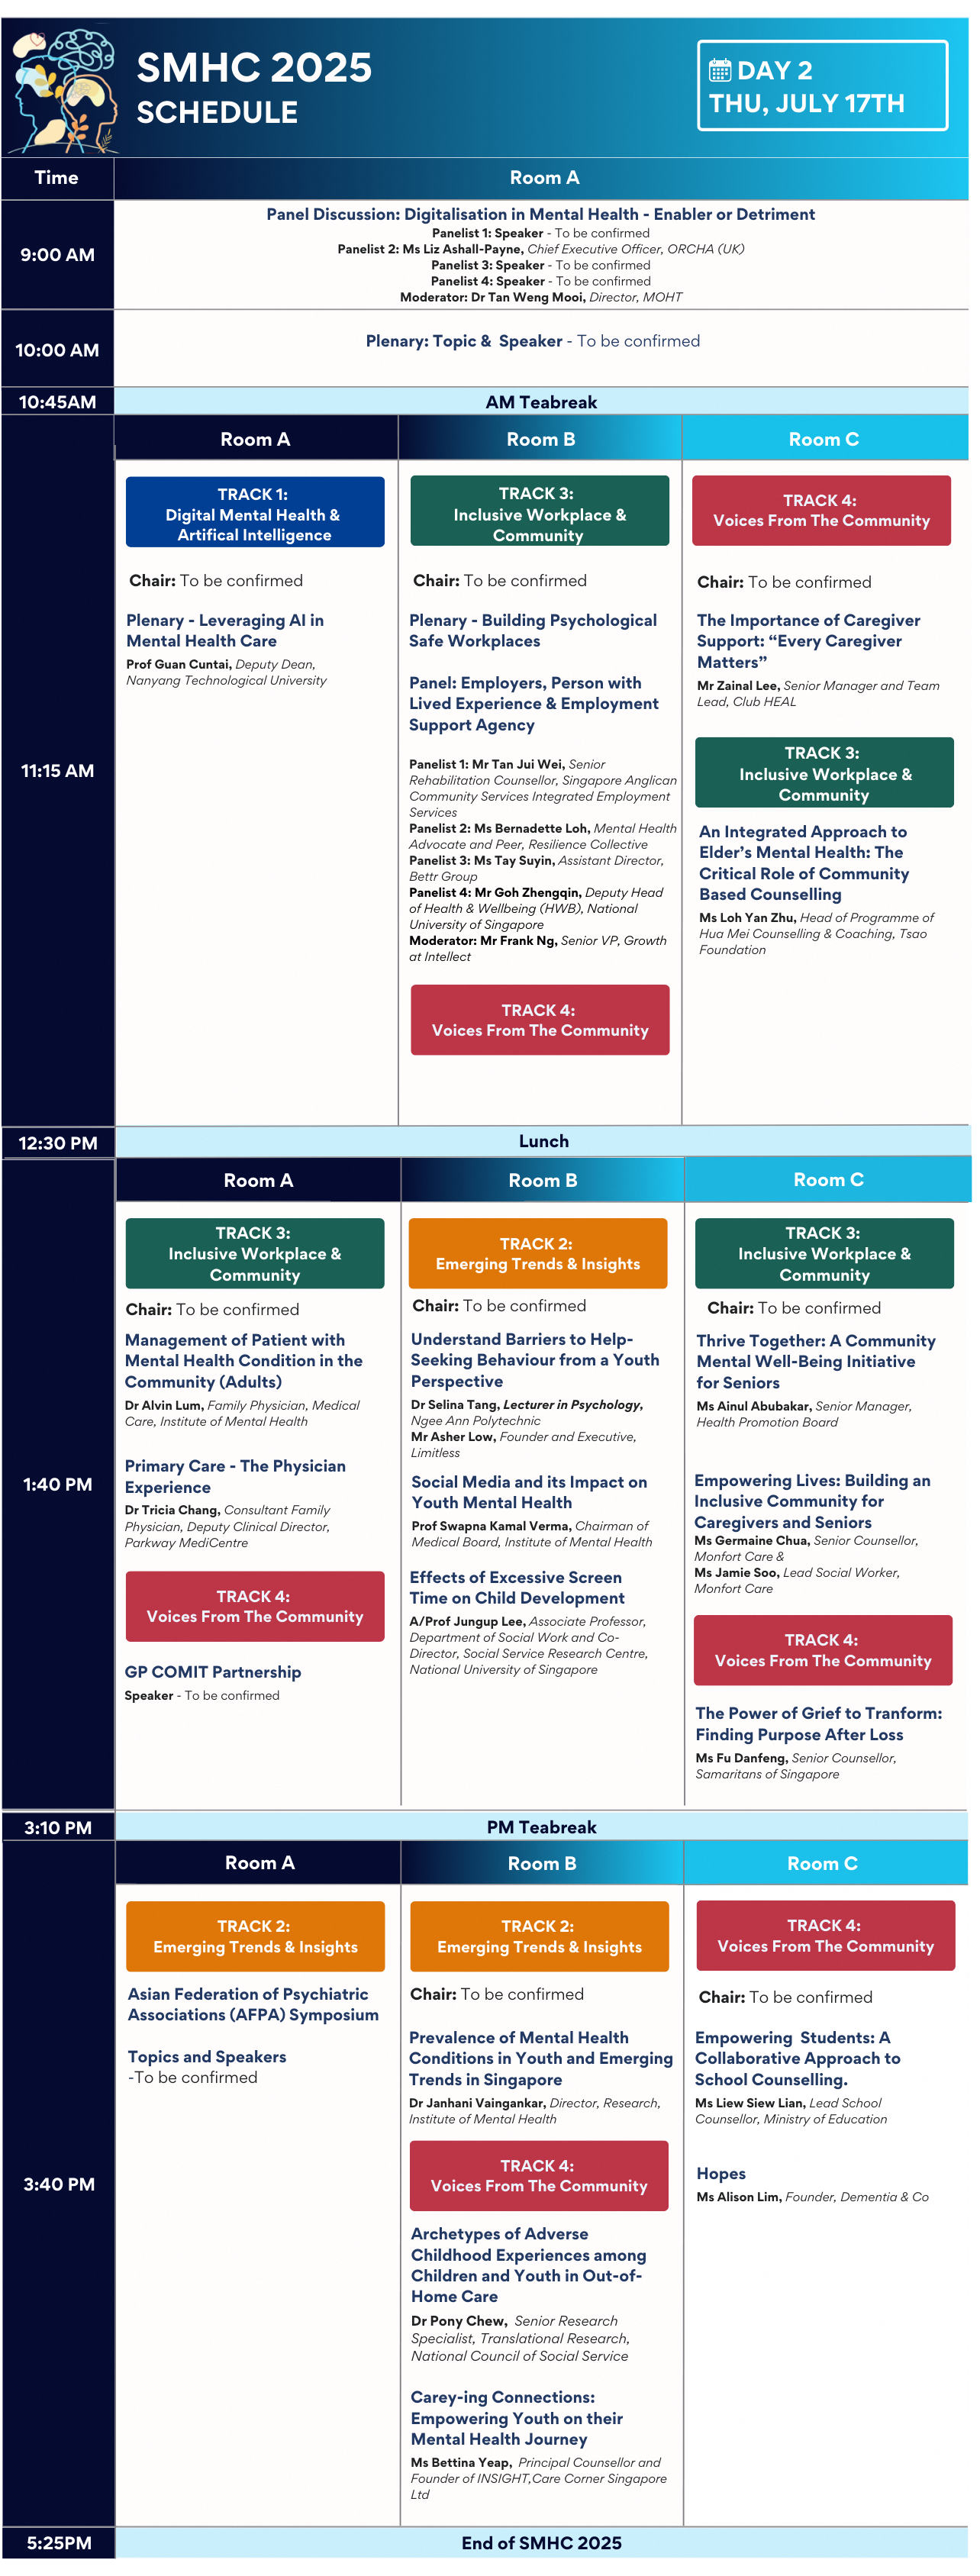 SMHC 2025
SCHEDULE
DAY 2
THU, JULY 17TH
Time
Room A
9:00 AM
Panel Discussion: Digitalisation in Mental Health - Enabler or Detriment
Panelist 1: Speaker - To be confirmed
Panelist 2: Ms Liz Ashall-Payne, Chief Executive Officer, ORCHA (UK)
Panelist 3: Speaker - To be confirmed
Panelist 4: Speaker - To be confirmed
Moderator: Dr Tan Weng Mooi, Director, MOHT
10:00 AM
Plenary: Topic & Speaker - To be confirmed
10:45AM
AM Teabreak
11:15 AM
Room A
TRACK 1:
Digital Mental Health &
Artifical Intelligence
Chair: To be confirmed
Plenary - Leveraging AI in
Mental Health Care
Prof Guan Cuntai, Deputy Dean,
Nanyang Technological University
Room B
TRACK 3:
Inclusive Workplace &
Community
Chair: To be confirmed
Plenary - Building Psychological
Safe Workplaces
Panel: Employers, Person with
Lived Experience & Employment
Support Agency
Panelist 1: Mr Tan Jui Wei, Senior
Rehabilitation Counsellor, Singapore Anglican
Community Services Integrated Employment
Services
Panelist 2: Ms Bernadette Loh, Mental Health
Advocate and Peer, Resilience Collective
Panelist 3: Ms Tay Suyin, Assistant Director,
Bettr Group
Panelist 4: Mr Goh Zhengqin, Deputy Head
of Health & Wellbeing (HWB), National
University of Singapore
Moderator: Mr Frank Ng, Senior VP, Growth
at Intellect
TRACK 4:
Voices From The Community
Room C
TRACK 4:
Voices From The Community
Chair: To be confirmed
The Importance of Caregiver
Support: “Every Caregiver
Matters”
Mr Zainal Lee, Senior Manager and Team
Lead, Club HEAL
TRACK 3:
Inclusive Workplace &
Community
An Integrated Approach to
Elder’s Mental Health: The
Critical Role of Community
Based Counselling
Ms Loh Yan Zhu, Head of Programme of
Hua Mei Counselling & Coaching, Tsao
Foundation
12:30 PM
Lunch
1:40 PM
Room A
TRACK 3:
Inclusive Workplace &
Community
Chair: To be confirmed
Management of Patient with
Mental Health Condition in the
Community (Adults)
Dr Alvin Lum, Family Physician, Medical
Care, Institute of Mental Health
Primary Care - The Physician
Experience
Dr Tricia Chang, Consultant Family
Physician, Deputy Clinical Director,
Parkway MediCentre
TRACK 4:
Voices From The Community
GP COMIT Partnership
Speaker - To be confirmed
Room B
TRACK 2:
Emerging Trends & Insights
Chair: To be confirmed
Understand Barriers to Help-
Seeking Behaviour from a Youth
Perspective
Dr Selina Tang, Lecturer in Psychology,
Ngee Ann Polytechnic
Mr Asher Low, Founder and Executive,
Limitless
Social Media and its Impact on
Youth Mental Health
Prof Swapna Kamal Verma, Chairman of
Medical Board, Institute of Mental Health
Effects of Excessive Screen
Time on Child Development
A/Prof Jungup Lee, Associate Professor,
Department of Social Work and Co-
Director, Social Service Research Centre,
National University of Singapore
Room C
TRACK 3:
Inclusive Workplace &
Community
Chair: To be confirmed
Thrive Together: A Community
Mental Well-Being Initiative
for Seniors
Ms Ainul Abubakar, Senior Manager,
Health Promotion Board
Empowering Lives: Building an
Inclusive Community for
Caregivers and Seniors
Ms Germaine Chua, Senior Counsellor,
Monfort Care &
Ms Jamie Soo, Lead Social Worker,
Monfort Care
TRACK 4:
Voices From The Community
The Power of Grief to Tranform:
Finding Purpose After Loss
Ms Fu Danfeng, Senior Counsellor,
Samaritans of Singapore
3:10 PM
PM Teabreak
3:40 PM
Room A
TRACK 2:
Emerging Trends & Insights
Asian Federation of Psychiatric
Associations (AFPA) Symposium
Topics and Speakers
-To be confirmed
Room B
TRACK 2:
Emerging Trends & Insights
Chair: To be confirmed
Prevalence of Mental Health
Conditions in Youth and Emerging
Trends in Singapore
Dr Janhani Vaingankar, Director, Research,
Institute of Mental Health
TRACK 4:
Voices From The Community
Archetypes of Adverse
Childhood Experiences among
Children and Youth in Out-of-
Home Care
Dr Pony Chew, Senior Research
Specialist, Translational Research,
National Council of Social Service
Carey-ing Connections:
Empowering Youth on their
Mental Health Journey
Ms Bettina Yeap, Principal Counsellor and
Founder of INSIGHT,Care Corner Singapore
Ltd
Room C
TRACK 4:
Voices From The Community
Chair: To be confirmed
Empowering Students: A
Collaborative Approach to
School Counselling.
Ms Liew Siew Lian, Lead School
Counsellor, Ministry of Education
Hopes
Ms Alison Lim, Founder, Dementia & Co
5:25PM
End of SMHC 2025